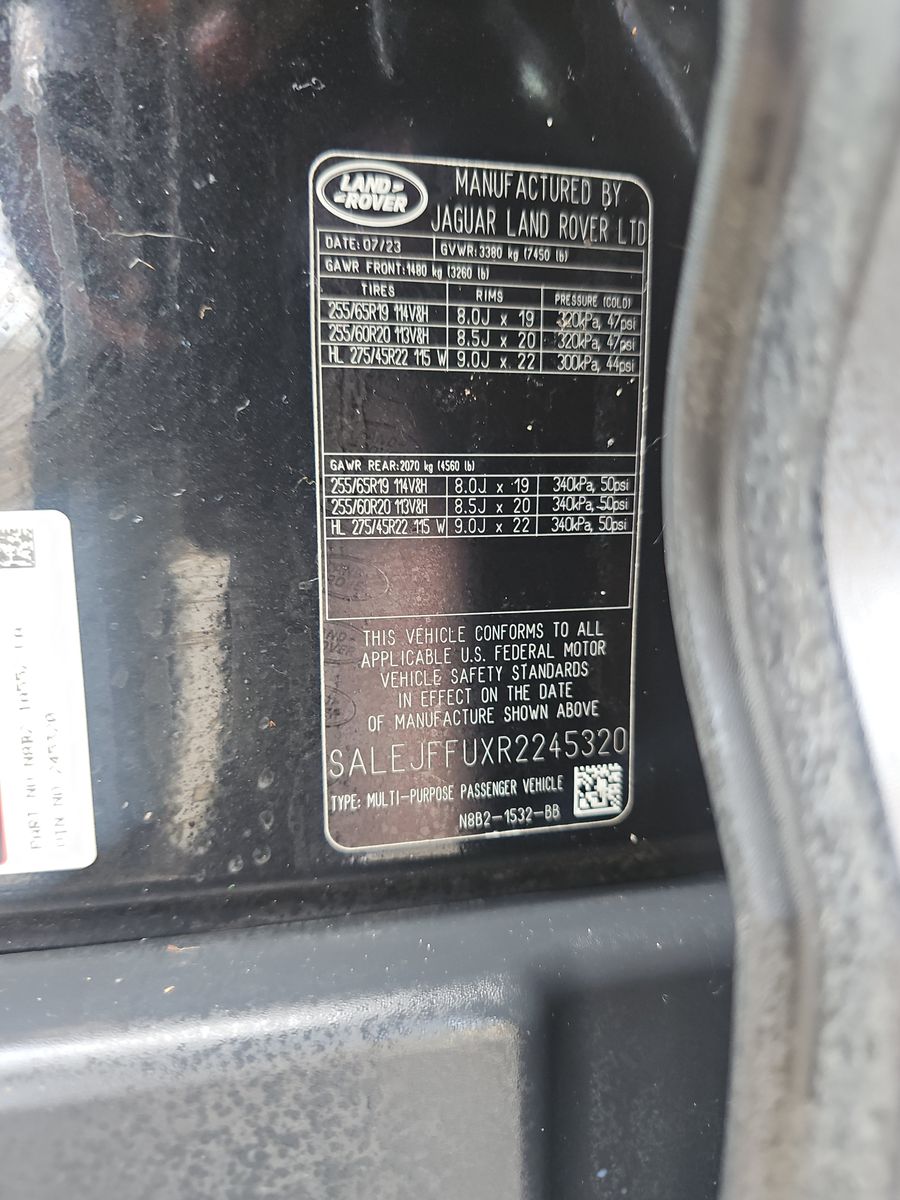 LAND ROVER
MANUFACTURED BY
JAGUAR LAND ROVER LTD
DATE: 07/23 GVWR: 3380 kg (7450 lb)
GAWR FRONT: 1480 kg (3260 lb)
TIRES RIMS PRESSURE (COLD)
255/65R19 114V&H 8.0J x 19 320kPa, 47psi
255/60R20 113V&H 8.5J x 20 320kPa, 47psi
HL 275/45R22 115 W 9.0J x 22 300kPa, 44psi
GAWR REAR: 2070 kg (4560 lb)
255/65R19 114V&H 8.0J x 19 340kPa, 50psi
255/60R20 113V&H 8.5J x 20 340kPa, 50psi
HL 275/45R22 115 W 9.0J x 22 340kPa, 50psi
THIS VEHICLE CONFORMS TO ALL
APPLICABLE U.S. FEDERAL MOTOR
VEHICLE SAFETY STANDARDS
IN EFFECT ON THE DATE
OF MANUFACTURE SHOWN ABOVE
SALEJFFUXR2245320
TYPE: MULTI-PURPOSE PASSENGER VEHICLE
N8B2-1532-BB
PART NO
VIN NO 245320